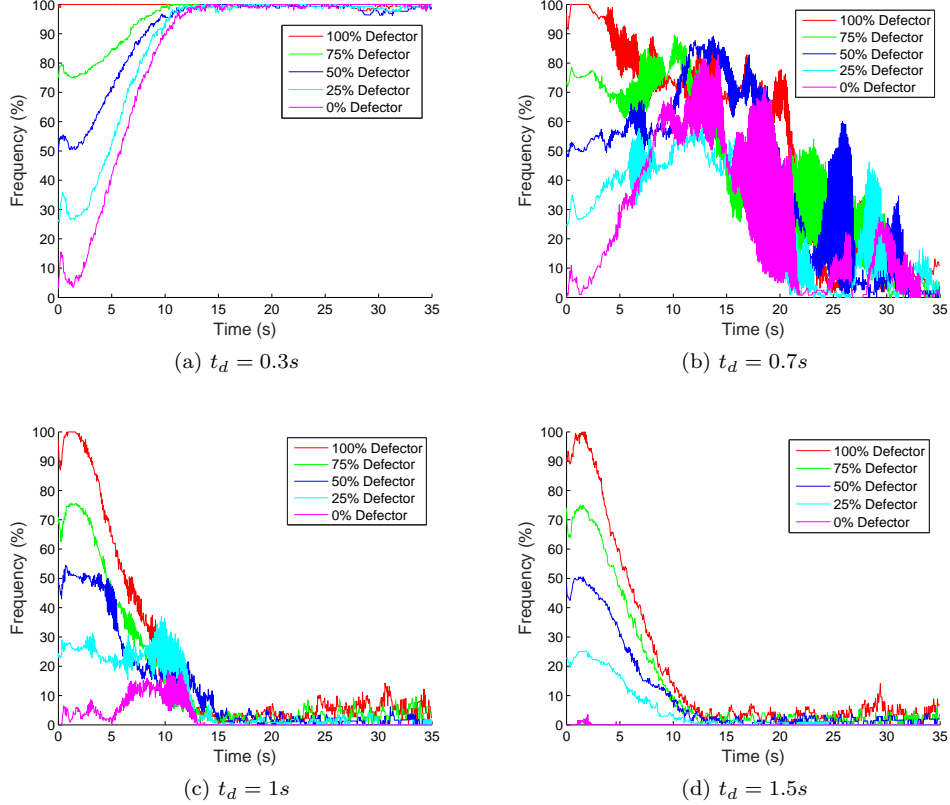 Frequency (%)
100
90
80
70
60
50
40
30
20
10
0
0 5 10 15 20 25 30 35
Time (s)
100% Defector
75% Defector
50% Defector
25% Defector
0% Defector
(a) t_d = 0.3s
Frequency (%)
100
90
80
70
60
50
40
30
20
10
0
0 5 10 15 20 25 30 35
Time (s)
100% Defector
75% Defector
50% Defector
25% Defector
0% Defector
(b) t_d = 0.7s
Frequency (%)
100
90
80
70
60
50
40
30
20
10
0
0 5 10 15 20 25 30 35
Time (s)
100% Defector
75% Defector
50% Defector
25% Defector
0% Defector
(c) t_d = 1s
Frequency (%)
100
90
80
70
60
50
40
30
20
10
0
0 5 10 15 20 25 30 35
Time (s)
100% Defector
75% Defector
50% Defector
25% Defector
0% Defector
(d) t_d = 1.5s